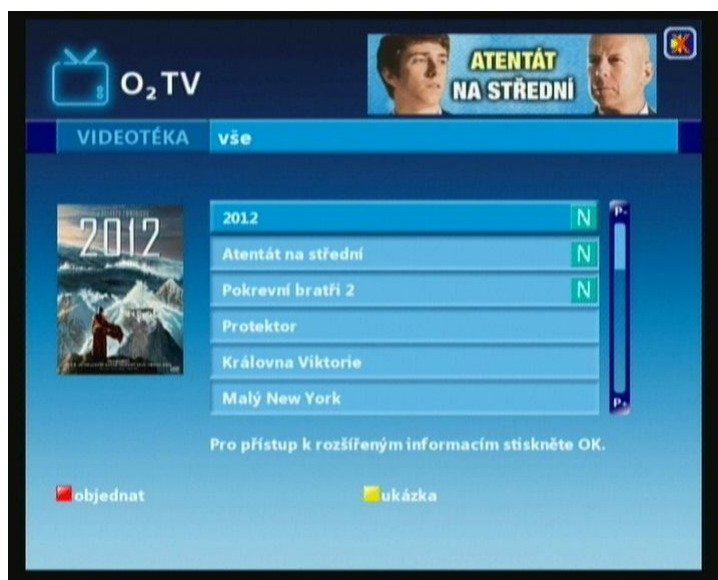 O₂TV
ATENTÁT
NA STŘEDNÍ
VIDEOTÉKA vše
2012
2012 N
Atentát na střední N
Pokrevní bratři 2 N
Protektor
Královna Viktorie
Malý New York
P-
P+
Pro přístup k rozšířeným informacím stiskněte OK.
objednat ukázka